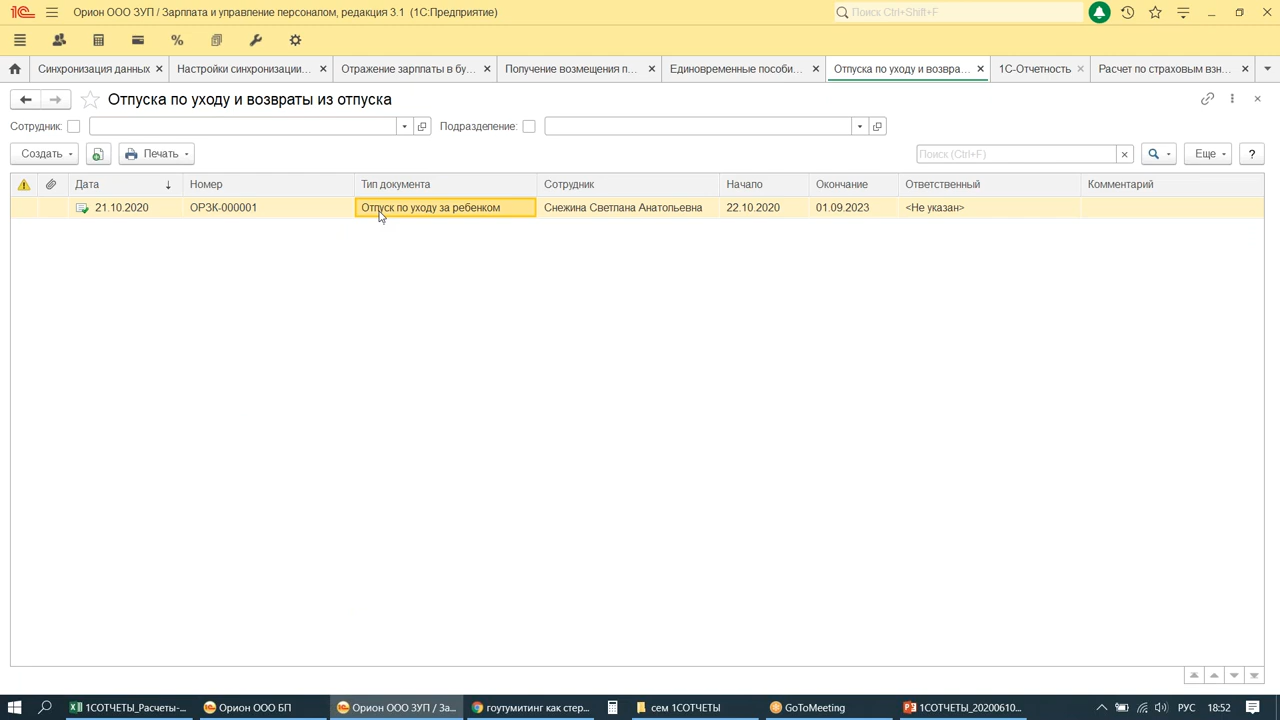 Орион ООО ЗУП / Зарплата и управление персоналом, редакция 3.1 (1С:Предприятие)
Поиск Ctrl+Shift+F
Синхронизация данных
Настройки синхронизации...
Отражение зарплаты в бу...
Получение возмещения п...
Единовременные пособи...
Отпуска по уходу и возвра...
1С-Отчетность
Расчет по страховым взн...
Отпуска по уходу и возвраты из отпуска
Сотрудник:
Подразделение:
Создать
Печать
Поиск (Ctrl+F)
Еще
?
Дата
Номер
Тип документа
Сотрудник
Начало
Окончание
Ответственный
Комментарий
21.10.2020 ОРЗК-000001 Отпуск по уходу за ребенком Снежина Светлана Анатольевна 22.10.2020 01.09.2023 <Не указан>
1СОТЧЕТЫ_Расчеты-...
Орион ООО БП
Орион ООО ЗУП / За...
гоутумитинг как стер...
сем 1СОТЧЕТЫ
GoToMeeting
1СОТЧЕТЫ_20200610...
РУС
18:52